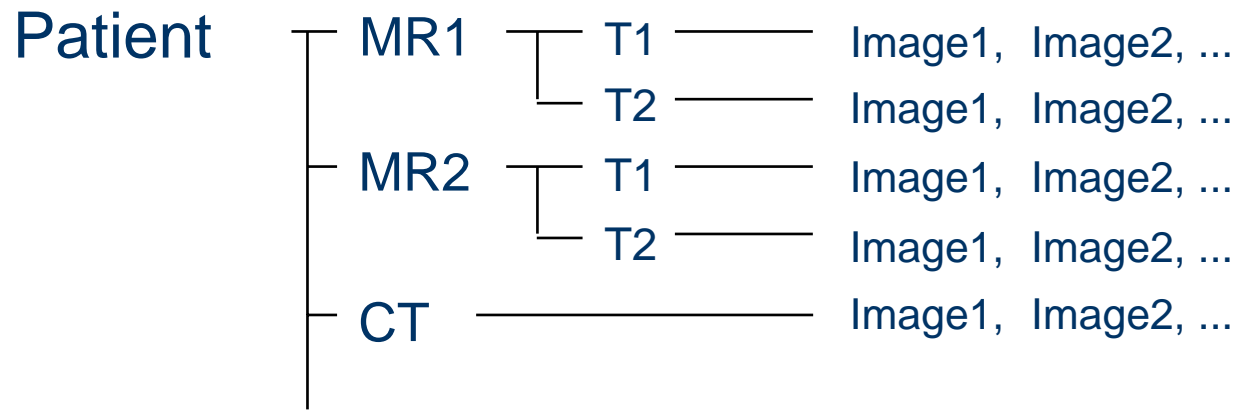 Patient MR1 T1 Image1, Image2, ...
T2 Image1, Image2, ...
MR2 T1 Image1, Image2, ...
T2 Image1, Image2, ...
CT Image1, Image2, ...